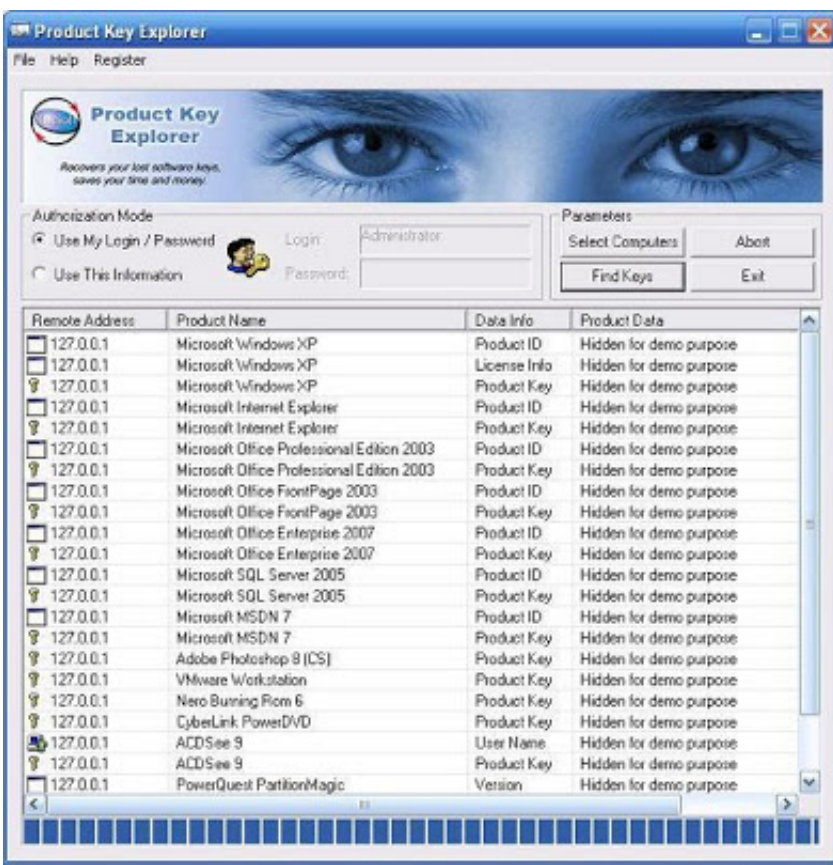 Product Key Explorer
File Help Register
Product Key
Explorer
Recovers your lost software keys,
saves your time and money.
Authorization Mode
Use My Login / Password
Login:
Administrator
Use This Information
Password:
Parameters
Select Computers
Abort
Find Keys
Exit
Remote Address Product Name Data Info Product Data
127.0.0.1 Microsoft Windows XP Product ID Hidden for demo purpose
127.0.0.1 Microsoft Windows XP License Info Hidden for demo purpose
127.0.0.1 Microsoft Windows XP Product Key Hidden for demo purpose
127.0.0.1 Microsoft Internet Explorer Product ID Hidden for demo purpose
127.0.0.1 Microsoft Internet Explorer Product Key Hidden for demo purpose
127.0.0.1 Microsoft Office Professional Edition 2003 Product ID Hidden for demo purpose
127.0.0.1 Microsoft Office Professional Edition 2003 Product Key Hidden for demo purpose
127.0.0.1 Microsoft Office FrontPage 2003 Product ID Hidden for demo purpose
127.0.0.1 Microsoft Office FrontPage 2003 Product Key Hidden for demo purpose
127.0.0.1 Microsoft Office Enterprise 2007 Product ID Hidden for demo purpose
127.0.0.1 Microsoft Office Enterprise 2007 Product Key Hidden for demo purpose
127.0.0.1 Microsoft SQL Server 2005 Product ID Hidden for demo purpose
127.0.0.1 Microsoft SQL Server 2005 Product Key Hidden for demo purpose
127.0.0.1 Microsoft MSDN 7 Product ID Hidden for demo purpose
127.0.0.1 Microsoft MSDN 7 Product Key Hidden for demo purpose
127.0.0.1 Adobe Photoshop 8 (CS) Product Key Hidden for demo purpose
127.0.0.1 VMware Workstation Product Key Hidden for demo purpose
127.0.0.1 Nero Burning Rom 6 Product Key Hidden for demo purpose
127.0.0.1 CyberLink PowerDVD Product Key Hidden for demo purpose
127.0.0.1 ACDSee 9 User Name Hidden for demo purpose
127.0.0.1 ACDSee 9 Product Key Hidden for demo purpose
127.0.0.1 PowerQuest PartitionMagic Version Hidden for demo purpose